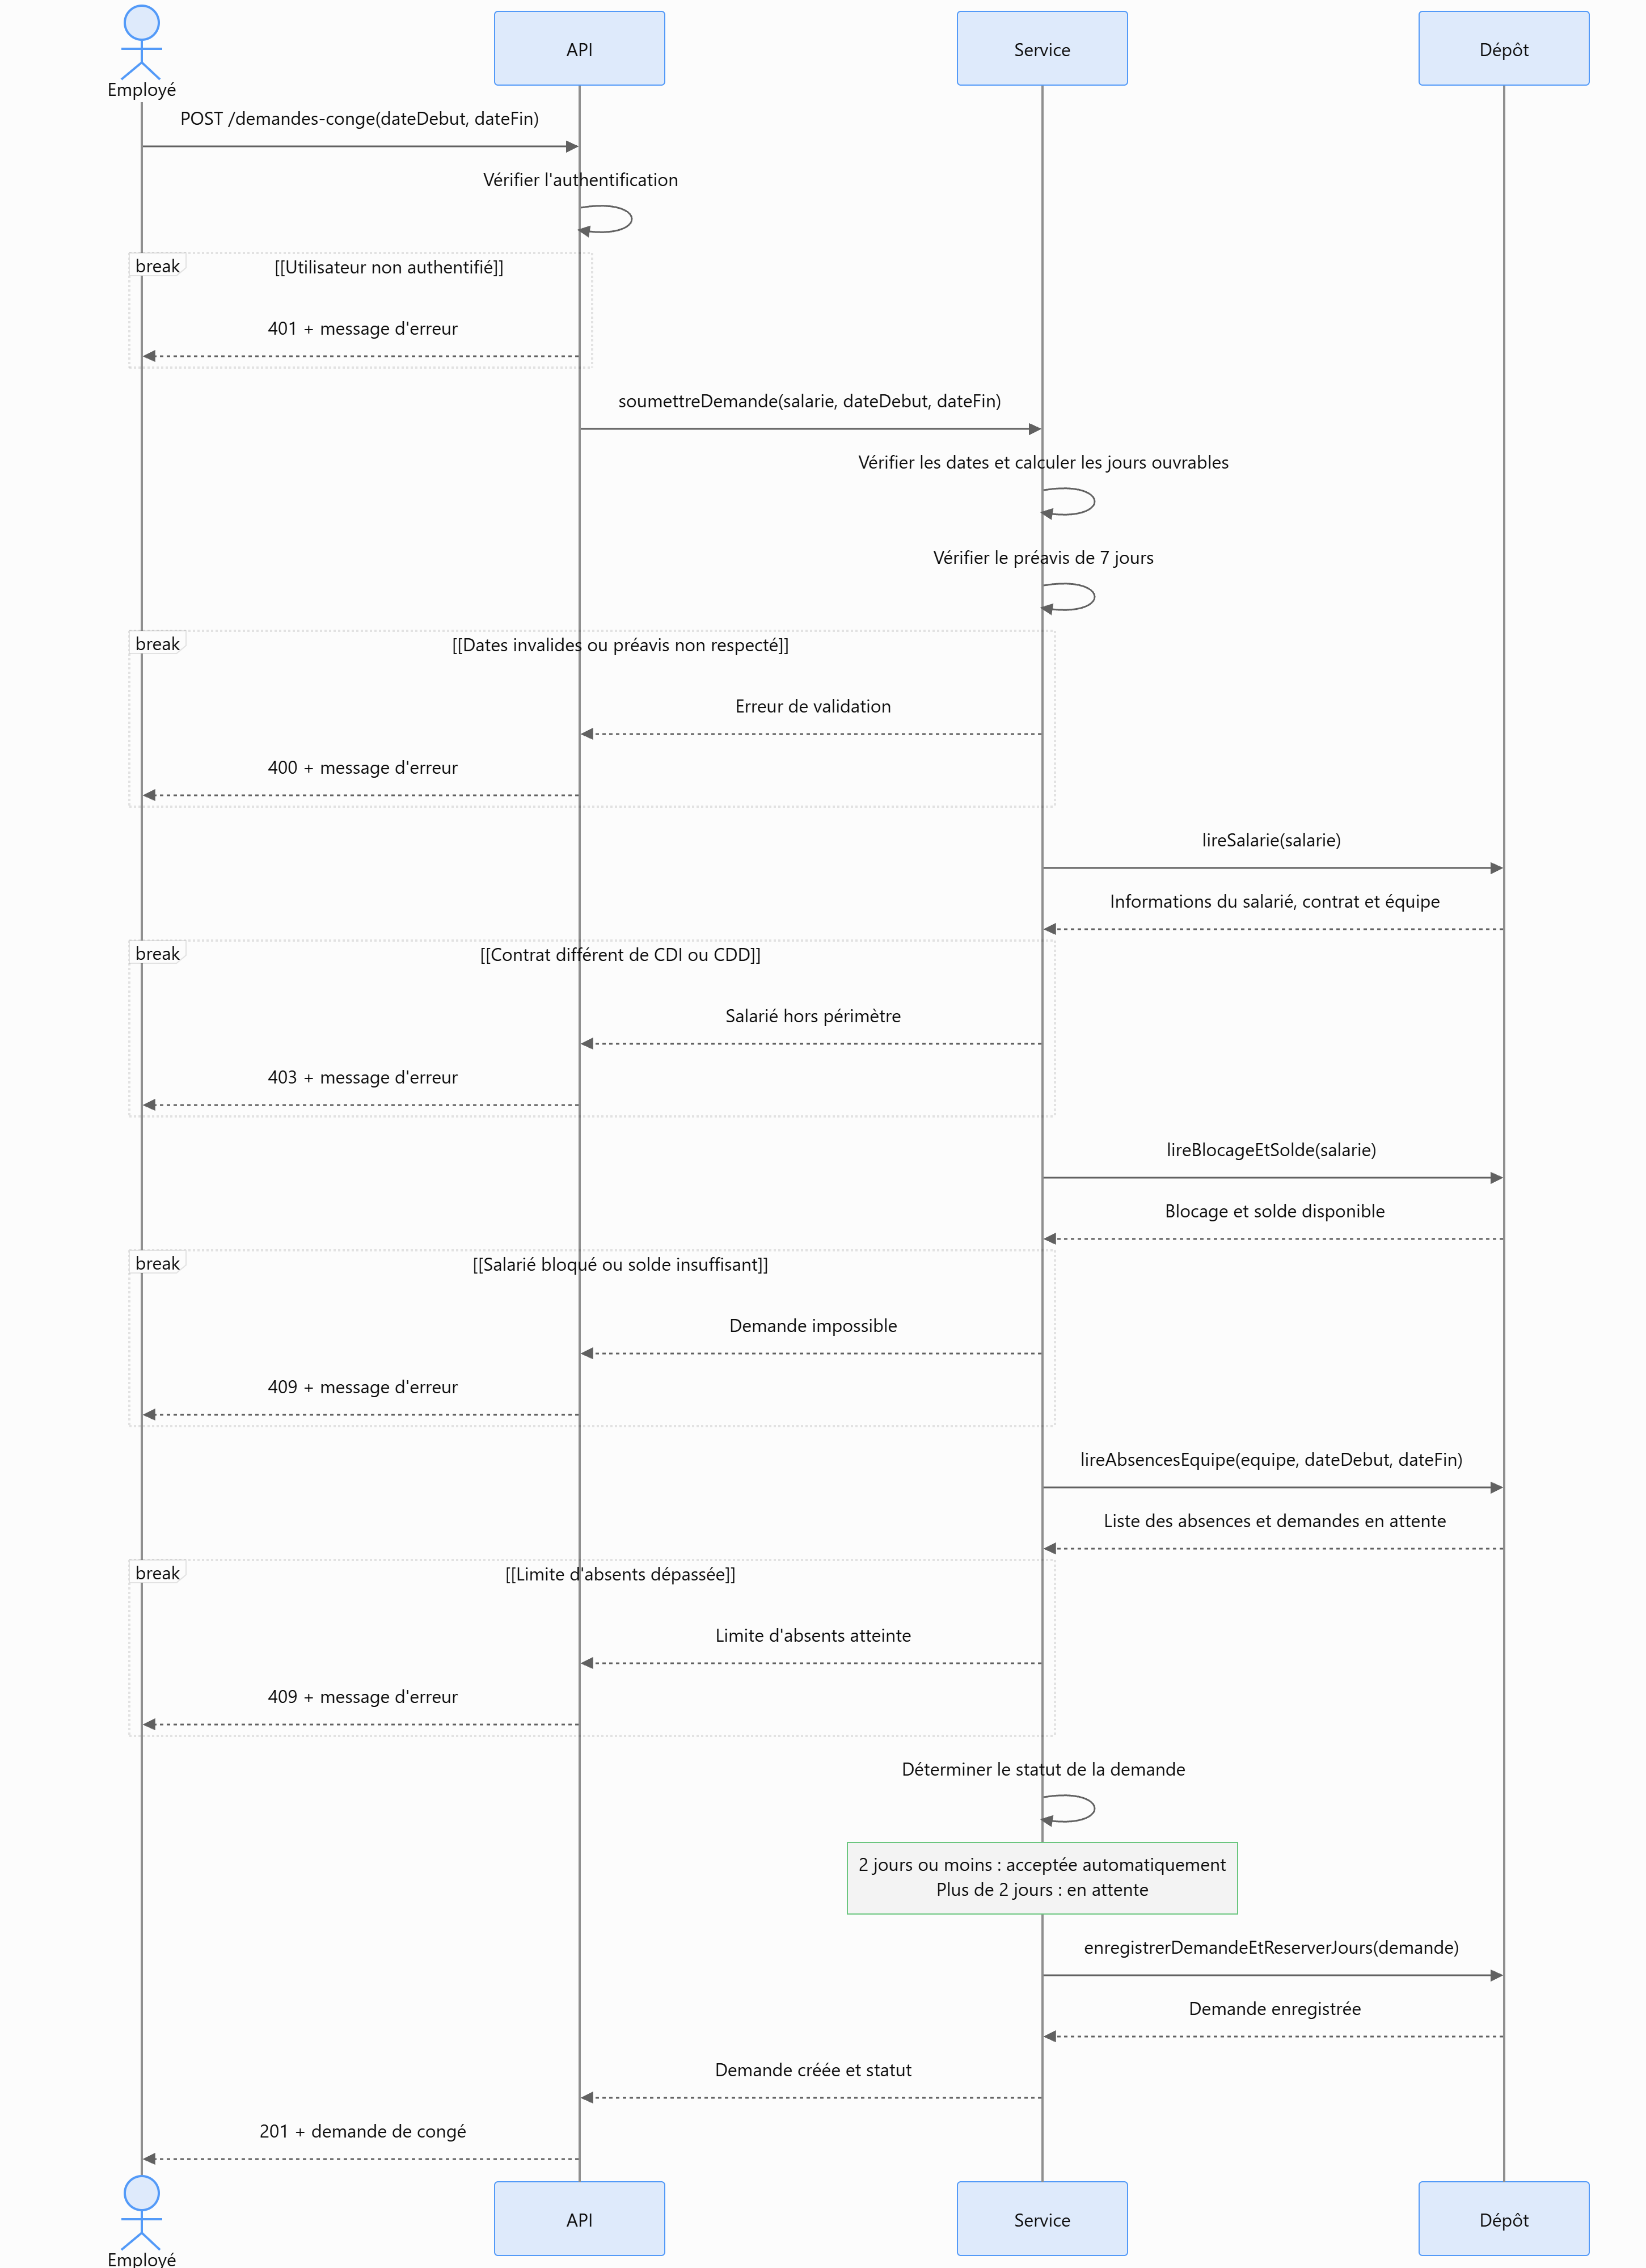 Employé
API
Service
Dépôt
POST /demandes-conge(dateDebut, dateFin)
Vérifier l'authentification
break
[[Utilisateur non authentifié]]
401 + message d'erreur
soumettreDemande(salarie, dateDebut, dateFin)
Vérifier les dates et calculer les jours ouvrables
Vérifier le préavis de 7 jours
break
[[Dates invalides ou préavis non respecté]]
Erreur de validation
400 + message d'erreur
lireSalarie(salarie)
Informations du salarié, contrat et équipe
break
[[Contrat différent de CDI ou CDD]]
Salarié hors périmètre
403 + message d'erreur
lireBlocageEtSolde(salarie)
Blocage et solde disponible
break
[[Salarié bloqué ou solde insuffisant]]
Demande impossible
409 + message d'erreur
lireAbsencesEquipe(equipe, dateDebut, dateFin)
Liste des absences et demandes en attente
break
[[Limite d'absents dépassée]]
Limite d'absents atteinte
409 + message d'erreur
Déterminer le statut de la demande
2 jours ou moins : acceptée automatiquement
Plus de 2 jours : en attente
enregistrerDemandeEtReserverJours(demande)
Demande enregistrée
Demande créée et statut
201 + demande de congé
Employé
API
Service
Dépôt